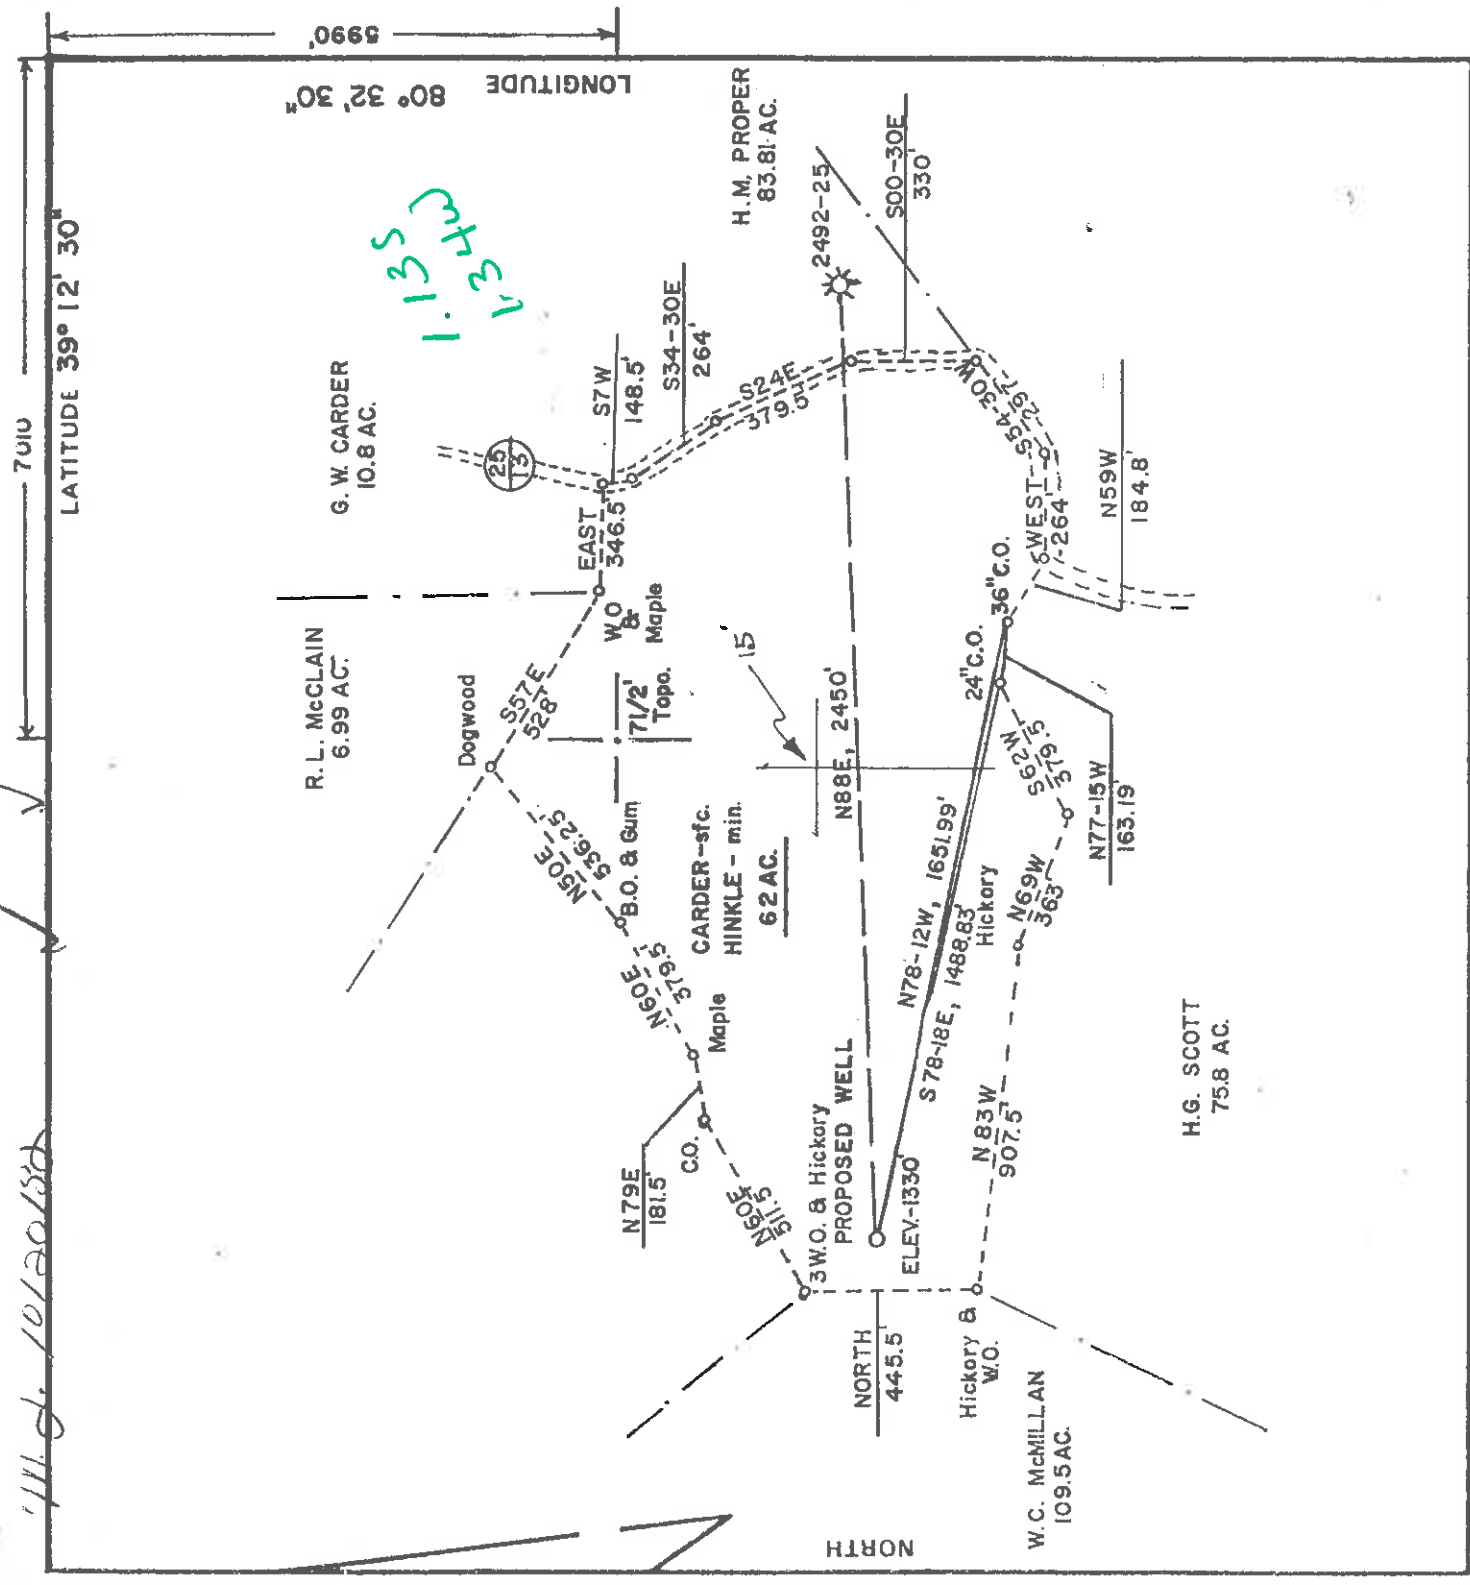 7010
LATITUDE 39° 12' 30"
5990'
LONGITUDE
80° 32' 30"
1.13 S
1.34 W
R. L. McCLAIN
6.99 AC.
G. W. CARDER
10.8 AC.
H.M. PROPER
83.81 AC.
25
13
Dogwood
S57E
528'
EAST
346.5'
W.O.
&
Maple
S7W
148.5'
S34-30E
264'
S24E
379.5'
2492-25
S00-30E
330'
S54-30W
297'
WEST
264'
N59W
184.8'
36" C.O.
24" C.O.
N77-15W
163.19'
S62W
379.5'
N69W
363'
Hickory
N83W
907.5'
Hickory &
W.O.
NORTH
445.5'
3 W.O. & Hickory
N60E
511.5'
C.O.
N79E
181.5'
Maple
N60E
379.5'
B.O. & Gum
N50E
536.25'
7 1/2'
Topo.
CARDER-sfc.
HINKLE - min.
62 AC.
15
N88E, 2450'
N78-12W, 1651.99'
S78-18E, 1488.83'
PROPOSED WELL
ELEV.-1330'
W.C. McMILLAN
109.5 AC.
H.G. SCOTT
75.8 AC.
NORTH